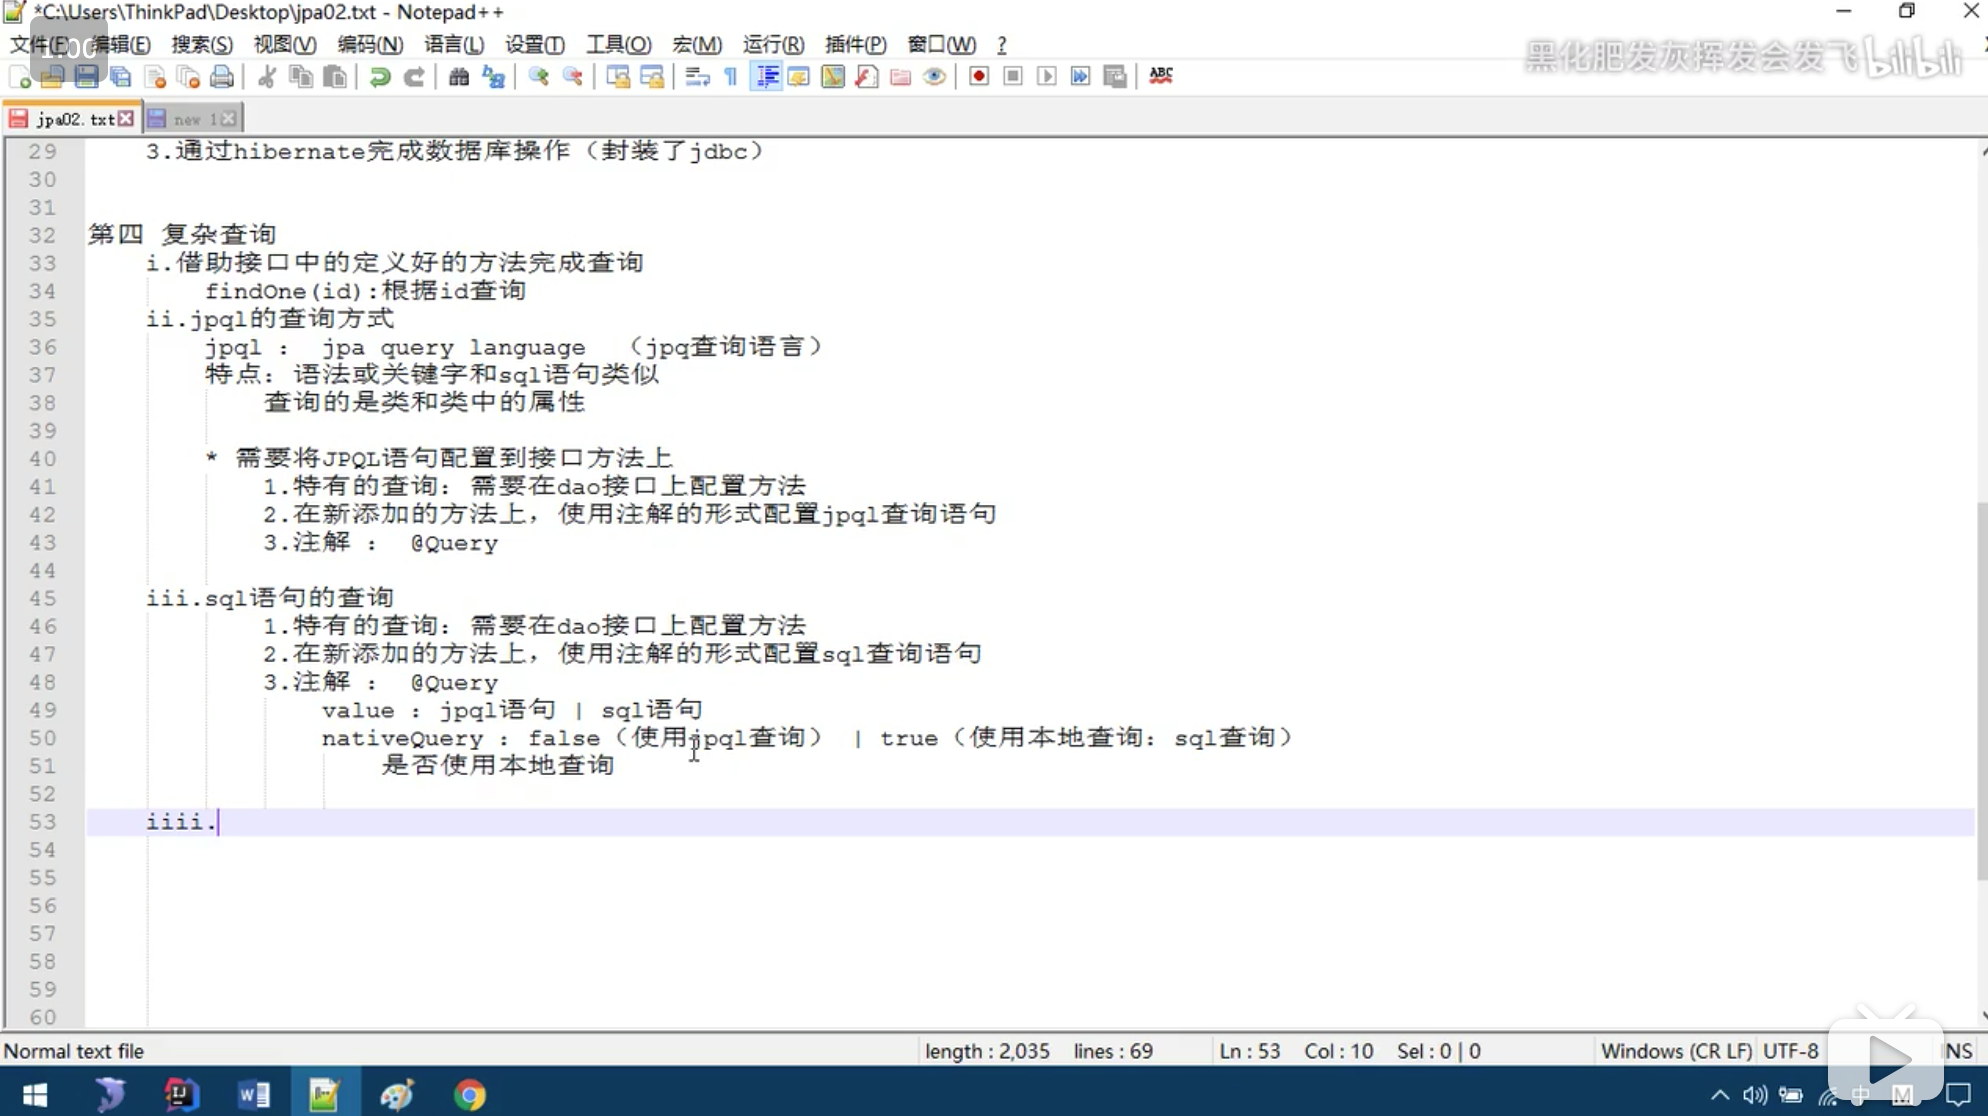 *C:\Users\ThinkPad\Desktop\jpa02.txt - Notepad++
文件(F) 编辑(E) 搜索(S) 视图(V) 编码(N) 语言(L) 设置(T) 工具(O) 宏(M) 运行(R) 插件(P) 窗口(W) ?
1.00
黑化肥发灰挥发会发飞 bilibili
ABC
jpa02.txt new 1
29 3.通过hibernate完成数据库操作（封装了jdbc）
30
31
32 第四 复杂查询
33 i.借助接口中的定义好的方法完成查询
34 findOne(id):根据id查询
35 ii.jpql的查询方式
36 jpql : jpa query language （jpq查询语言）
37 特点：语法或关键字和sql语句类似
38 查询的是类和类中的属性
39
40 * 需要将JPQL语句配置到接口方法上
41 1.特有的查询：需要在dao接口上配置方法
42 2.在新添加的方法上，使用注解的形式配置jpql查询语句
43 3.注解 : @Query
44
45 iii.sql语句的查询
46 1.特有的查询：需要在dao接口上配置方法
47 2.在新添加的方法上，使用注解的形式配置sql查询语句
48 3.注解 : @Query
49 value : jpql语句 | sql语句
50 nativeQuery : false（使用jpql查询） | true（使用本地查询：sql查询）
51 是否使用本地查询
52
53 iiii.
54
55
56
57
58
59
60
Normal text file length : 2,035 lines : 69 Ln : 53 Col : 10 Sel : 0 | 0 Windows (CR LF) UTF-8 INS
中 M